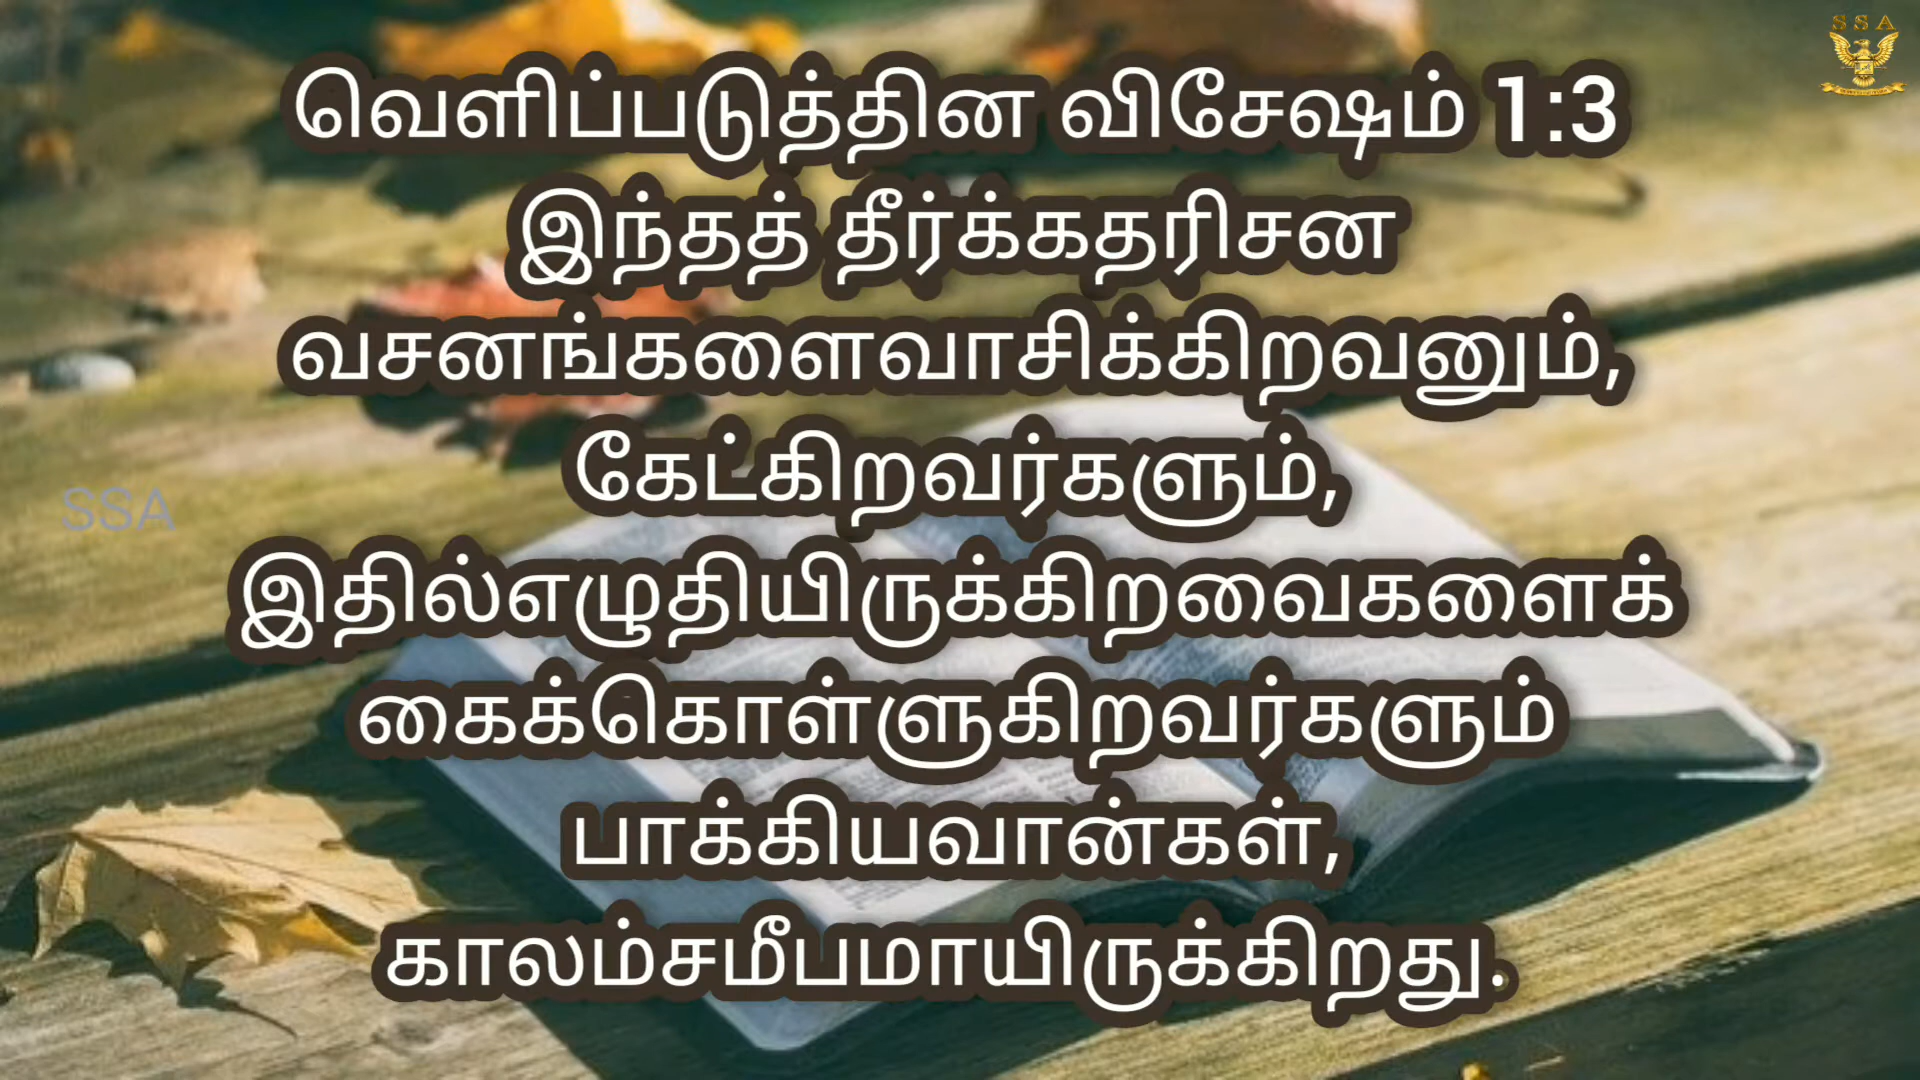 S S A
வெளிப்படுத்தின விசேஷம் 1:3
இந்தத் தீர்க்கதரிசன
வசனங்களைவாசிக்கிறவனும்,
கேட்கிறவர்களும்,
SSA
இதில்எழுதியிருக்கிறவைகளைக்
கைக்கொள்ளுகிறவர்களும்
பாக்கியவான்கள்,
காலம்சமீபமாயிருக்கிறது.